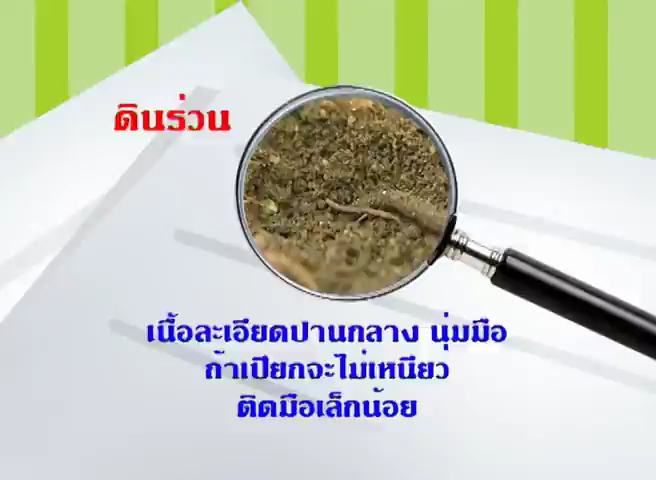 ดินร่วน
เนื้อละเอียดปานกลาง นุ่มมือ
ถ้าเปียกจะไม่เหนียว
ติดมือเล็กน้อย